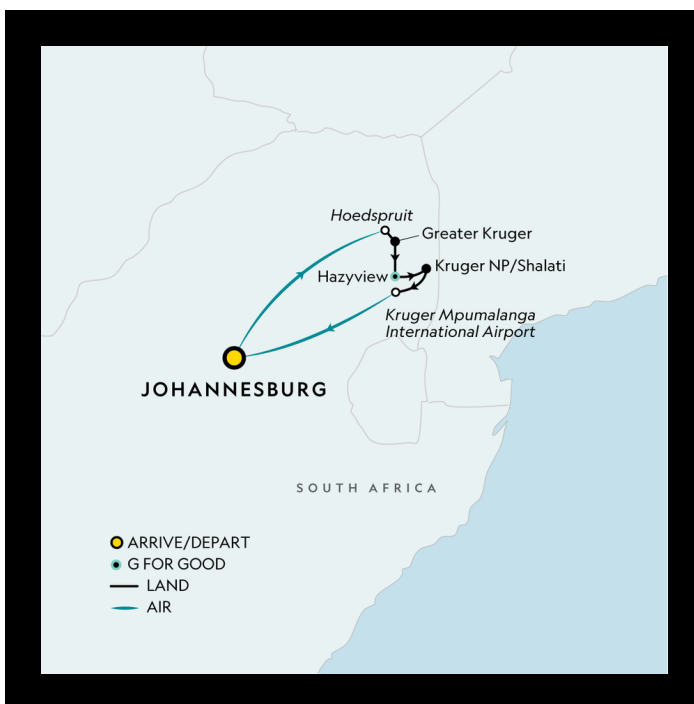 Hoedspruit
Greater Kruger
Kruger NP/Shalati
Hazyview
Kruger Mpumalanga
International Airport
JOHANNESBURG
SOUTH AFRICA
ARRIVE/DEPART
G FOR GOOD
LAND
AIR